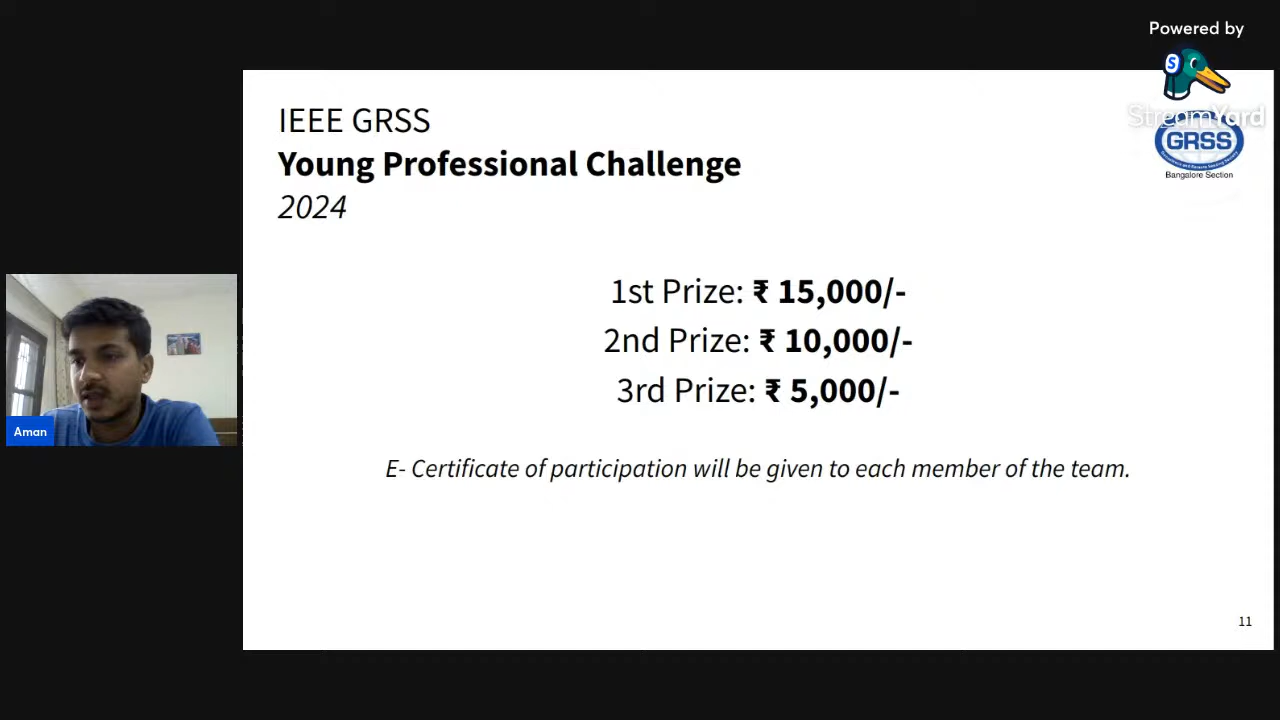 Powered by
StreamYard
IEEE GRSS
Young Professional Challenge
2024
GRSS
Bangalore Section
1st Prize: ₹ 15,000/-
2nd Prize: ₹ 10,000/-
3rd Prize: ₹ 5,000/-
Aman
E- Certificate of participation will be given to each member of the team.
11